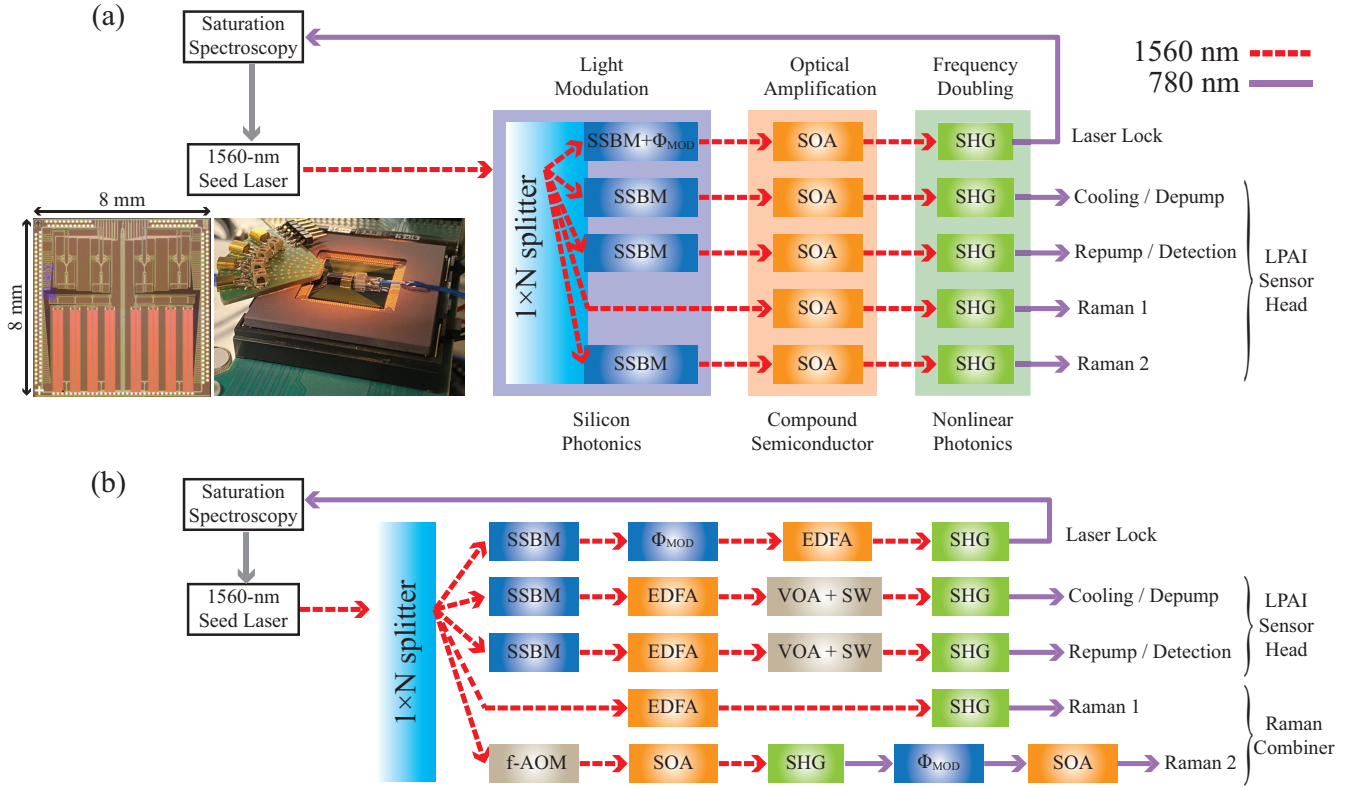 (a)
Saturation
Spectroscopy
1560-nm
Seed Laser
8 mm
8 mm
Light
Modulation
Optical
Amplification
Frequency
Doubling
1560 nm
780 nm
1×N splitter
SSBM+ΦMOD
SOA
SHG
Laser Lock
SSBM
SOA
SHG
Cooling / Depump
SSBM
SOA
SHG
Repump / Detection
SOA
SHG
Raman 1
SSBM
SOA
SHG
Raman 2
LPAI
Sensor
Head
Silicon
Photonics
Compound
Semiconductor
Nonlinear
Photonics
(b)
Saturation
Spectroscopy
1560-nm
Seed Laser
1×N splitter
SSBM
ΦMOD
EDFA
SHG
Laser Lock
SSBM
EDFA
VOA + SW
SHG
Cooling / Depump
SSBM
EDFA
VOA + SW
SHG
Repump / Detection
LPAI
Sensor
Head
EDFA
SHG
Raman 1
f-AOM
SOA
SHG
ΦMOD
SOA
Raman 2
Raman
Combiner